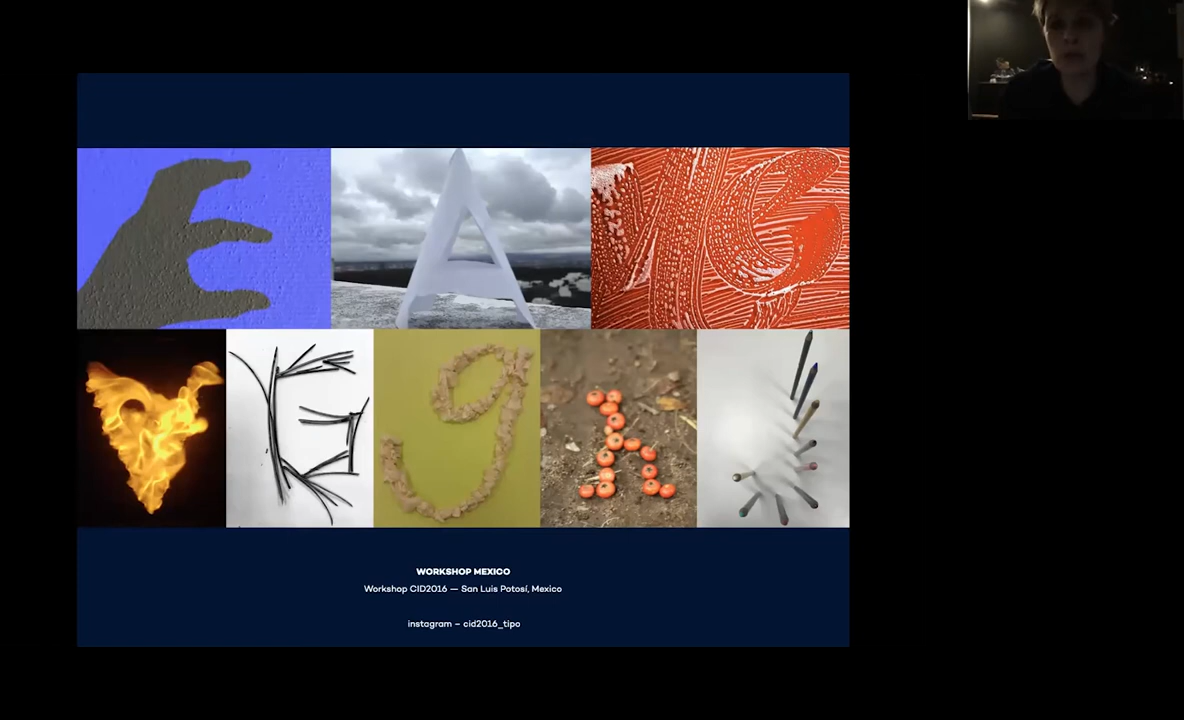 E
A
G
V
G
g
h
J
WORKSHOP MEXICO
Workshop CID2016 — San Luis Potosí, Mexico
instagram – cid2016_tipo